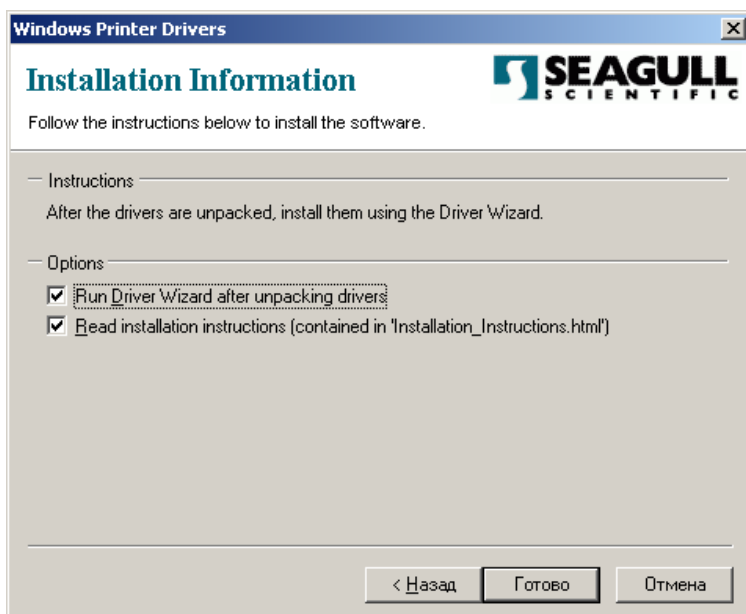 Windows Printer Drivers
Installation Information
SEAGULL
SCIENTIFIC
Follow the instructions below to install the software.
Instructions
After the drivers are unpacked, install them using the Driver Wizard.
Options
Run Driver Wizard after unpacking drivers
Read installation instructions (contained in 'Installation_Instructions.html')
< Назад Готово Отмена